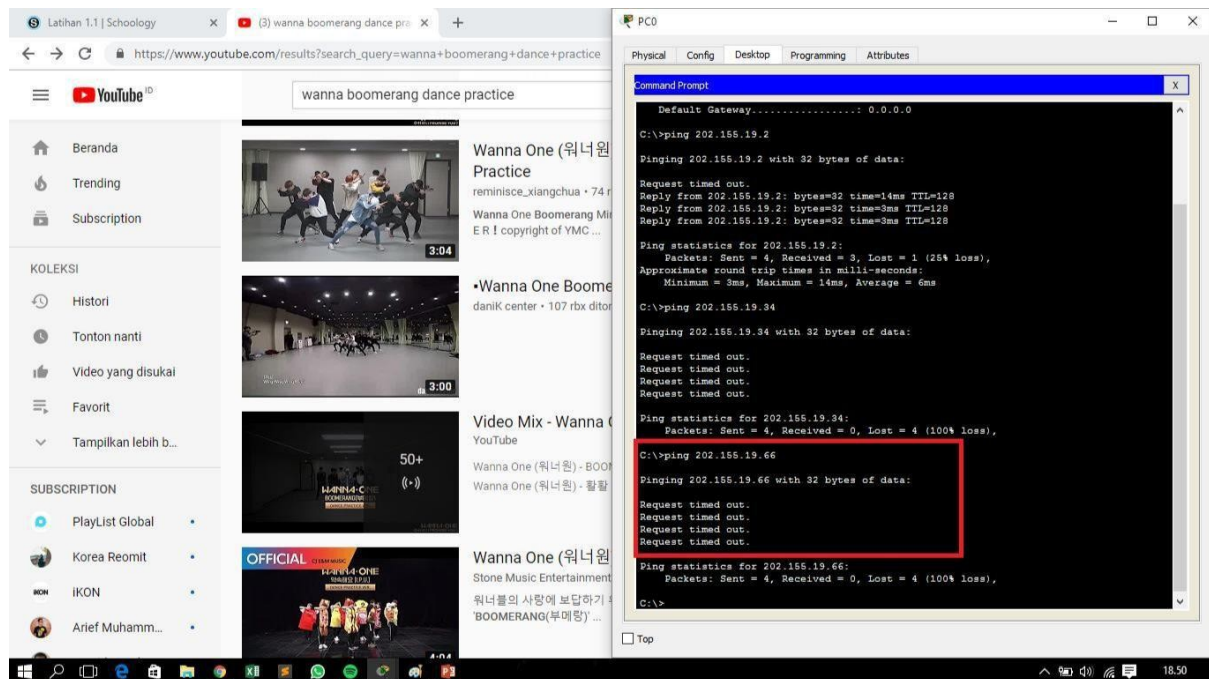 Latihan 1.1 | Schoology
(3) wanna boomerang dance pra
https://www.youtube.com/results?search_query=wanna+boomerang+dance+practice
YouTube ID
wanna boomerang dance practice
Beranda
Trending
Subscription
KOLEKSI
Histori
Tonton nanti
Video yang disukai
Favorit
Tampilkan lebih b...
SUBSCRIPTION
PlayList Global
Korea Reomit
iKON
Arief Muhamm...
3:04
Wanna One (워너원
Practice
reminisce_xiangchua • 74 r
Wanna One Boomerang Mi
E R ! copyright of YMC ...
3:00
•Wanna One Boome
daniK center • 107 rbx diton
50+
Video Mix - Wanna
YouTube
Wanna One (워너원) - BOO
Wanna One (워너원) - 활활
OFFICIAL
WANNA·ONE
4:04
Wanna One (워너원
Stone Music Entertainment
워너블의 사랑에 보답하기
'BOOMERANG(부메랑)' ...
PC0
Physical Config Desktop Programming Attributes
Command Prompt X
Default Gateway.................: 0.0.0.0
C:\>ping 202.155.19.2
Pinging 202.155.19.2 with 32 bytes of data:
Request timed out.
Reply from 202.155.19.2: bytes=32 time=14ms TTL=128
Reply from 202.155.19.2: bytes=32 time=3ms TTL=128
Reply from 202.155.19.2: bytes=32 time=3ms TTL=128
Ping statistics for 202.155.19.2:
Packets: Sent = 4, Received = 3, Lost = 1 (25% loss),
Approximate round trip times in milli-seconds:
Minimum = 3ms, Maximum = 14ms, Average = 6ms
C:\>ping 202.155.19.34
Pinging 202.155.19.34 with 32 bytes of data:
Request timed out.
Request timed out.
Request timed out.
Request timed out.
Ping statistics for 202.155.19.34:
Packets: Sent = 4, Received = 0, Lost = 4 (100% loss),
C:\>ping 202.155.19.66
Pinging 202.155.19.66 with 32 bytes of data:
Request timed out.
Request timed out.
Request timed out.
Request timed out.
Ping statistics for 202.155.19.66:
Packets: Sent = 4, Received = 0, Lost = 4 (100% loss),
C:\>
Top
18.50